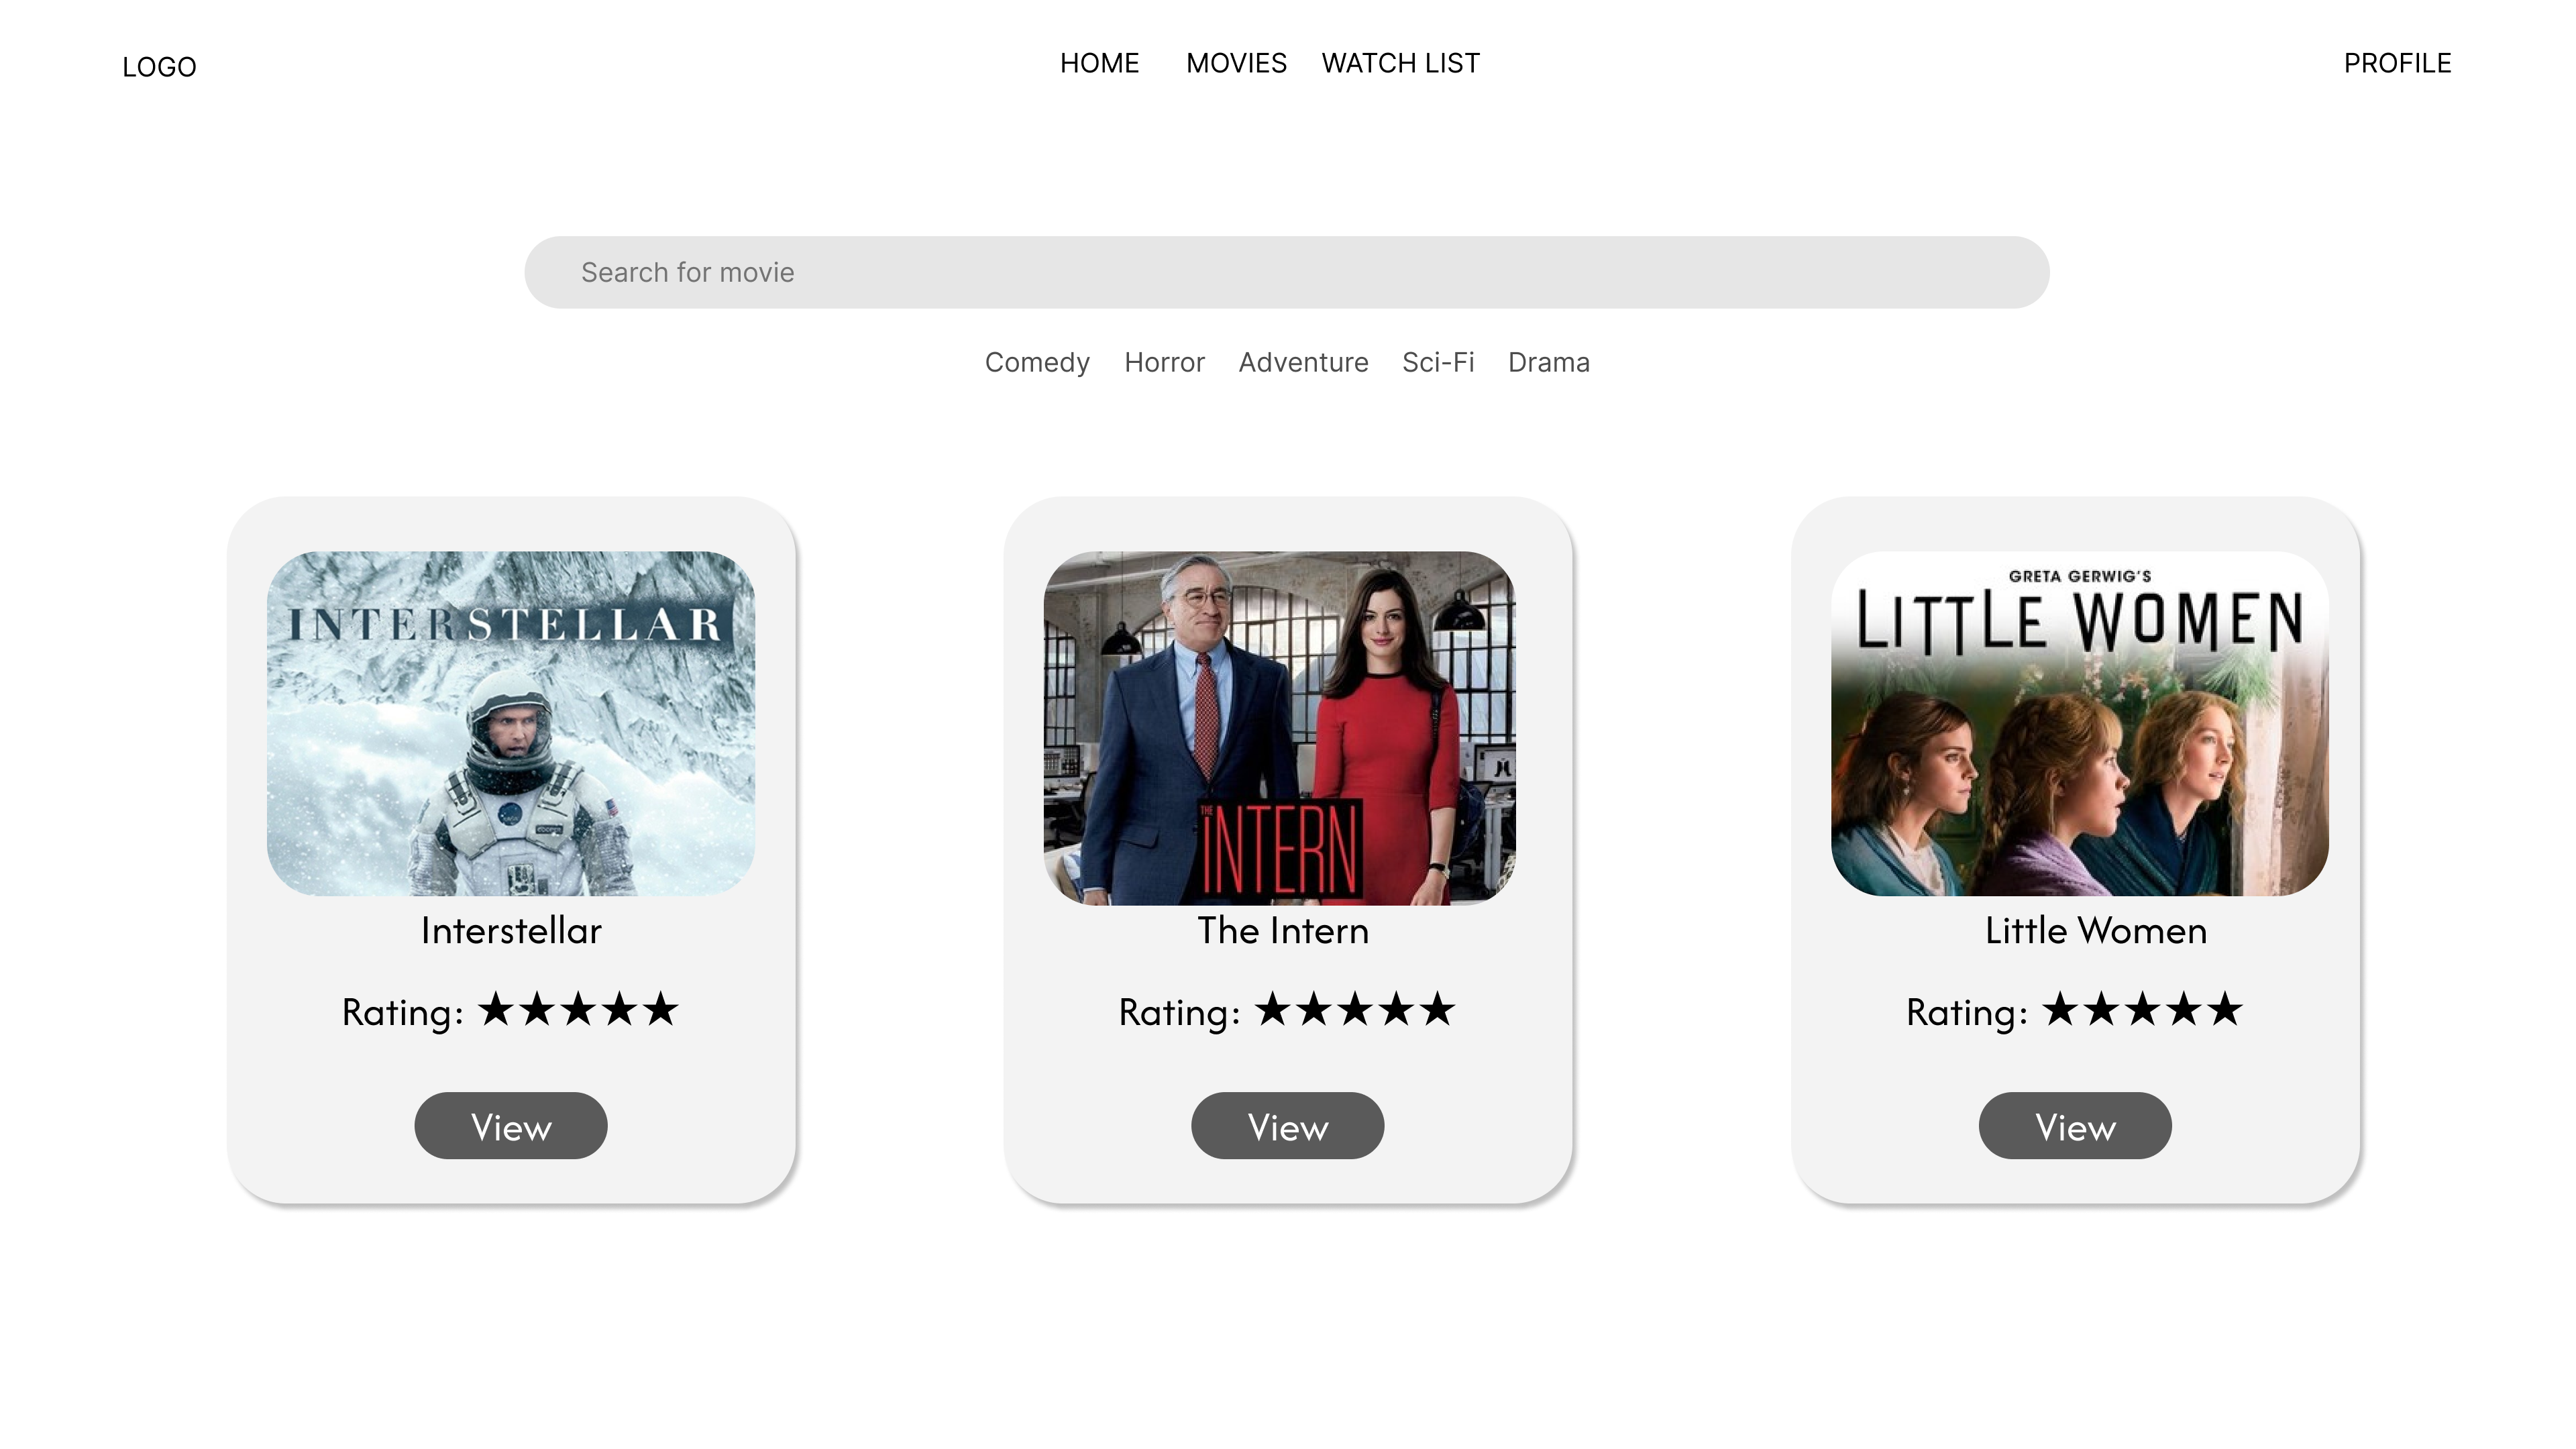 LOGO
HOME MOVIES WATCH LIST
PROFILE
Search for movie
Comedy Horror Adventure Sci-Fi Drama
INTERSTELLAR
Interstellar
Rating: ★★★★★
View
THE
INTERN
The Intern
Rating: ★★★★★
View
GRETA GERWIG'S
LITTLE WOMEN
Little Women
Rating: ★★★★★
View